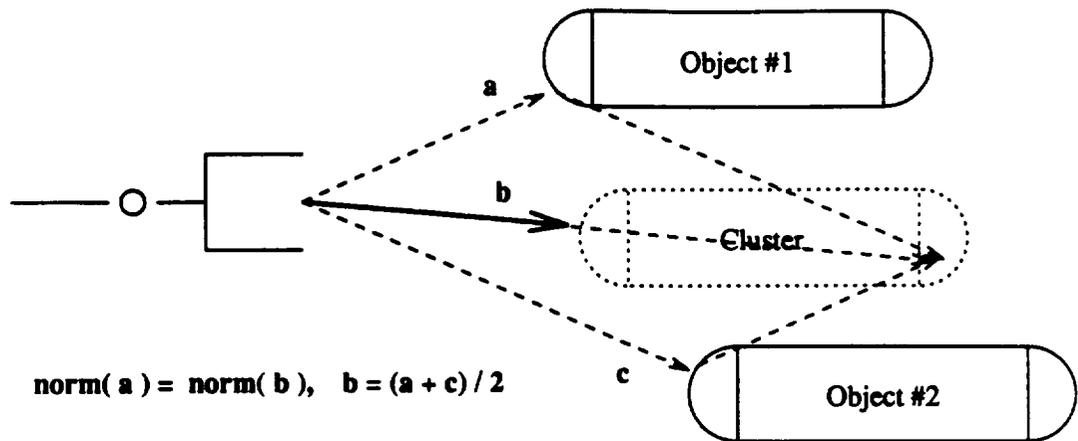 Object #1
a
b
Cluster
c
norm( a ) = norm( b ), b = (a + c) / 2
Object #2